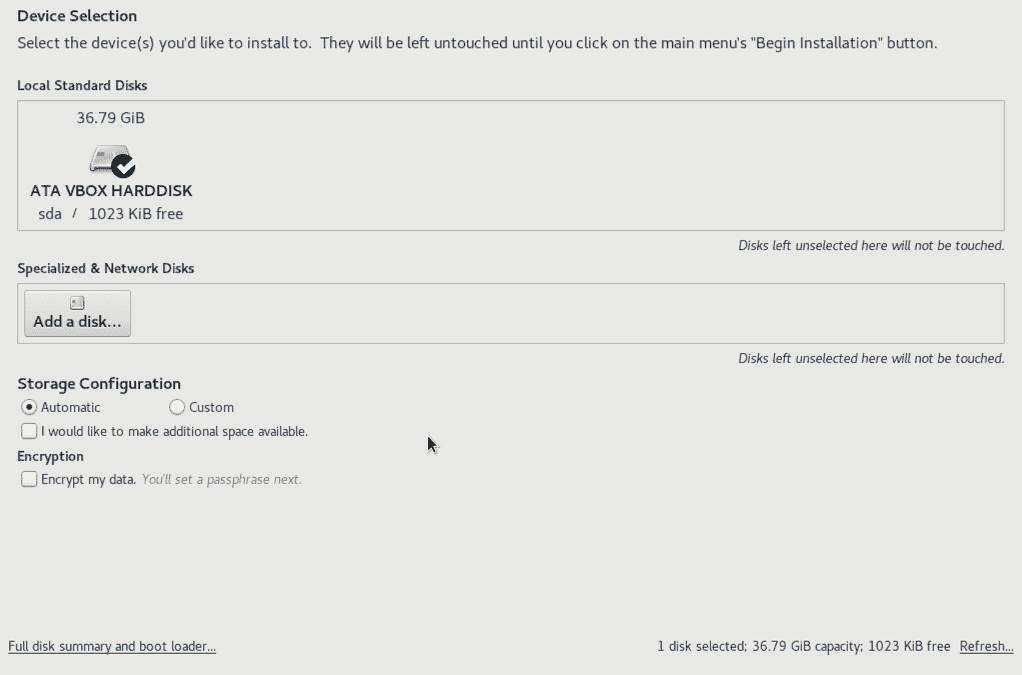 Device Selection
Select the device(s) you'd like to install to.  They will be left untouched until you click on the main menu's "Begin Installation" button.
Local Standard Disks
36.79 GiB
ATA VBOX HARDDISK
sda / 1023 KiB free
Disks left unselected here will not be touched.
Specialized & Network Disks
Add a disk...
Disks left unselected here will not be touched.
Storage Configuration
Automatic Custom
I would like to make additional space available.
Encryption
Encrypt my data. You'll set a passphrase next.
Full disk summary and boot loader... 1 disk selected; 36.79 GiB capacity; 1023 KiB free Refresh...